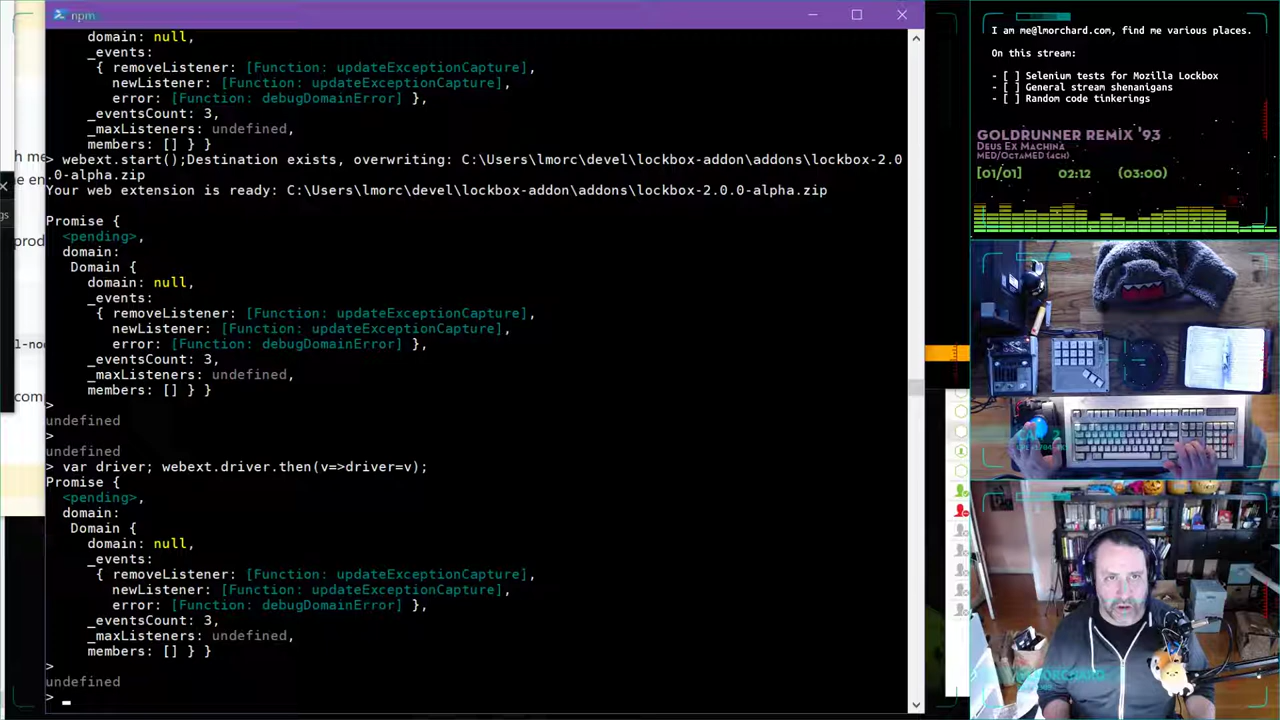 npm
domain: null,
_events:
{ removeListener: [Function: updateExceptionCapture],
newListener: [Function: updateExceptionCapture],
error: [Function: debugDomainError] },
_eventsCount: 3,
_maxListeners: undefined,
members: [] } }
> webext.start();Destination exists, overwriting: C:\Users\lmorc\devel\lockbox-addon\addons\lockbox-2.0
.0-alpha.zip
Your web extension is ready: C:\Users\lmorc\devel\lockbox-addon\addons\lockbox-2.0.0-alpha.zip
Promise {
<pending>,
domain:
Domain {
domain: null,
_events:
{ removeListener: [Function: updateExceptionCapture],
newListener: [Function: updateExceptionCapture],
error: [Function: debugDomainError] },
_eventsCount: 3,
_maxListeners: undefined,
members: [] } }
>
undefined
>
undefined
> var driver; webext.driver.then(v=>driver=v);
Promise {
<pending>,
domain:
Domain {
domain: null,
_events:
{ removeListener: [Function: updateExceptionCapture],
newListener: [Function: updateExceptionCapture],
error: [Function: debugDomainError] },
_eventsCount: 3,
_maxListeners: undefined,
members: [] } }
>
undefined
>
I am me@lmorchard.com, find me various places.
On this stream:
- [ ] Selenium tests for Mozilla Lockbox
- [ ] General stream shenanigans
- [ ] Random code tinkerings
GOLDRUNNER REMIX '93
DEUS EX MACHINA
MED/OCTAMED (4CH)
[01/01] 02:12 (03:00)